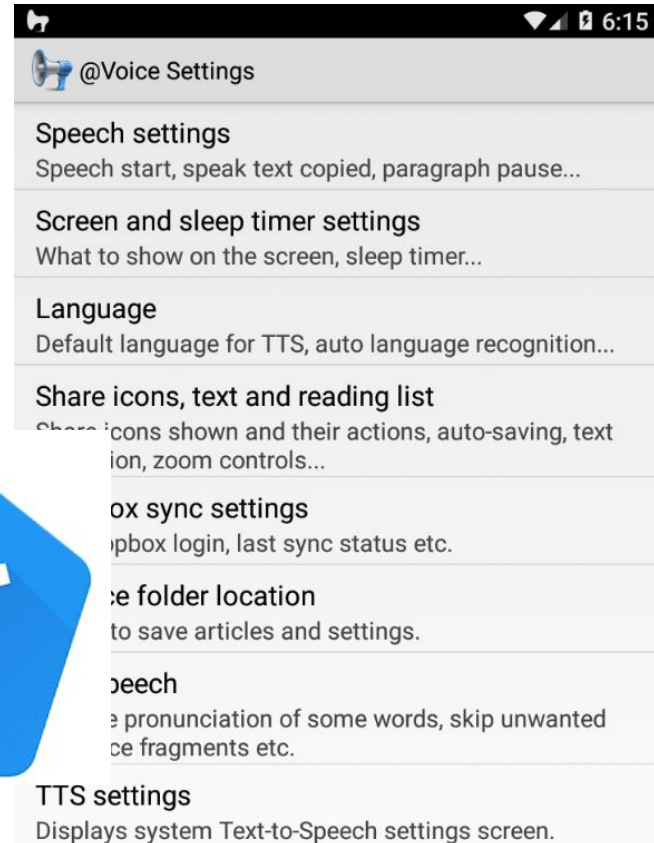 6:15
@Voice Settings
Speech settings
Speech start, speak text copied, paragraph pause...
Screen and sleep timer settings
What to show on the screen, sleep timer...
Language
Default language for TTS, auto language recognition...
Share icons, text and reading list
Share icons shown and their actions, auto-saving, text
zoom controls...
sync settings
login, last sync status etc.
folder location
to save articles and settings.
pronunciation of some words, skip unwanted
fragments etc.
TTS settings
Displays system Text-to-Speech settings screen.